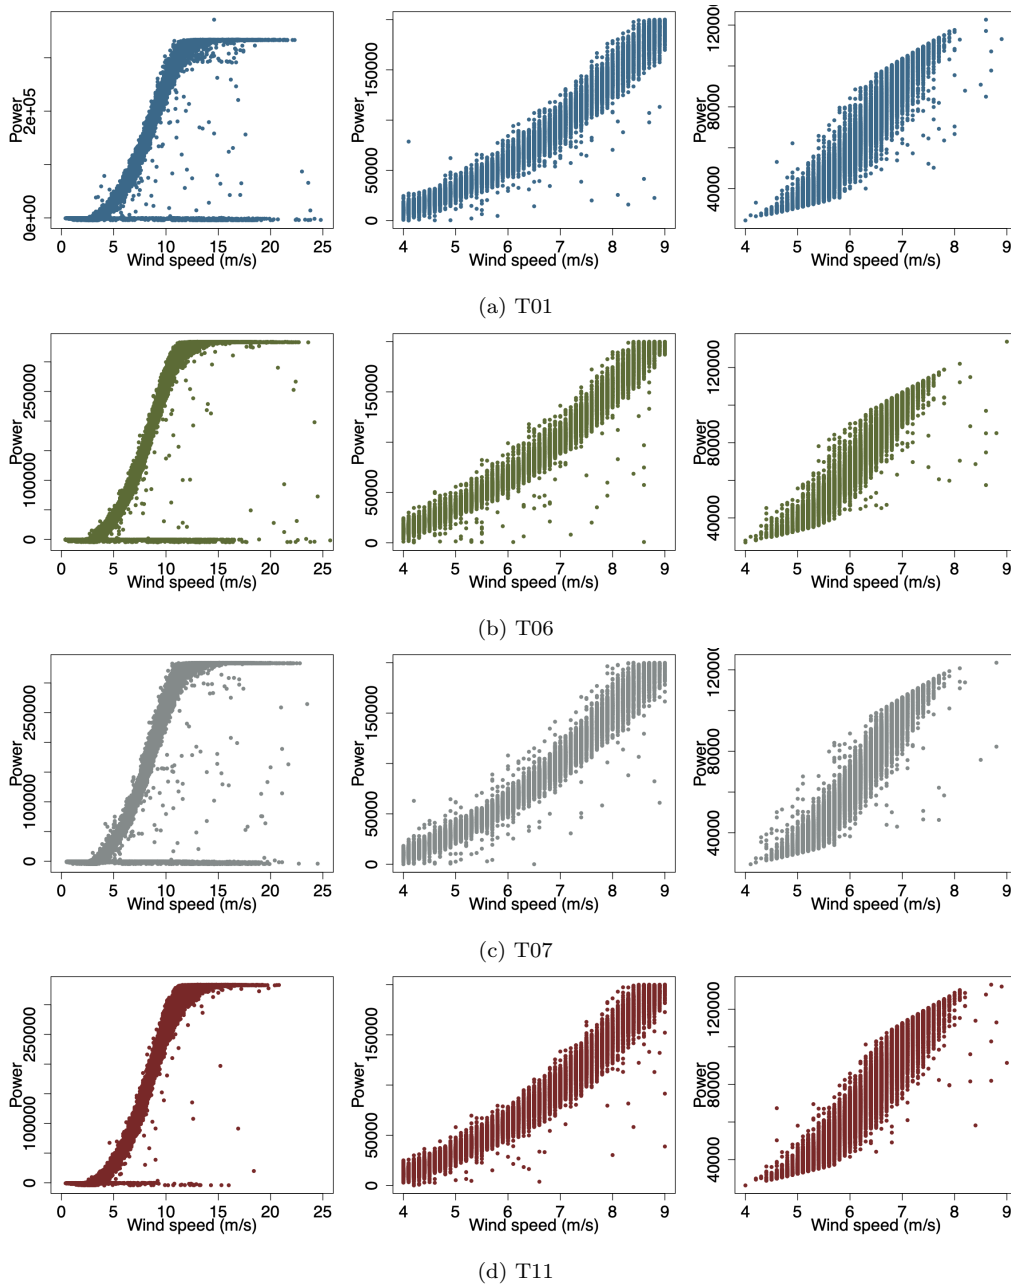 Power
0e+00 2e+05
0 5 10 15 20 25
Wind speed (m/s)
Power
0 50000 150000
4 5 6 7 8 9
Wind speed (m/s)
Power
40000 80000 120000
4 5 6 7 8 9
Wind speed (m/s)
(a) T01
Power
0 100000 250000
0 5 10 15 20 25
Wind speed (m/s)
Power
0 50000 150000
4 5 6 7 8 9
Wind speed (m/s)
Power
40000 80000 120000
4 5 6 7 8 9
Wind speed (m/s)
(b) T06
Power
0 100000 250000
0 5 10 15 20 25
Wind speed (m/s)
Power
0 50000 150000
4 5 6 7 8 9
Wind speed (m/s)
Power
40000 80000 120000
4 5 6 7 8 9
Wind speed (m/s)
(c) T07
Power
0 100000 250000
0 5 10 15 20 25
Wind speed (m/s)
Power
0 50000 150000
4 5 6 7 8 9
Wind speed (m/s)
Power
40000 80000 120000
4 5 6 7 8 9
Wind speed (m/s)
(d) T11